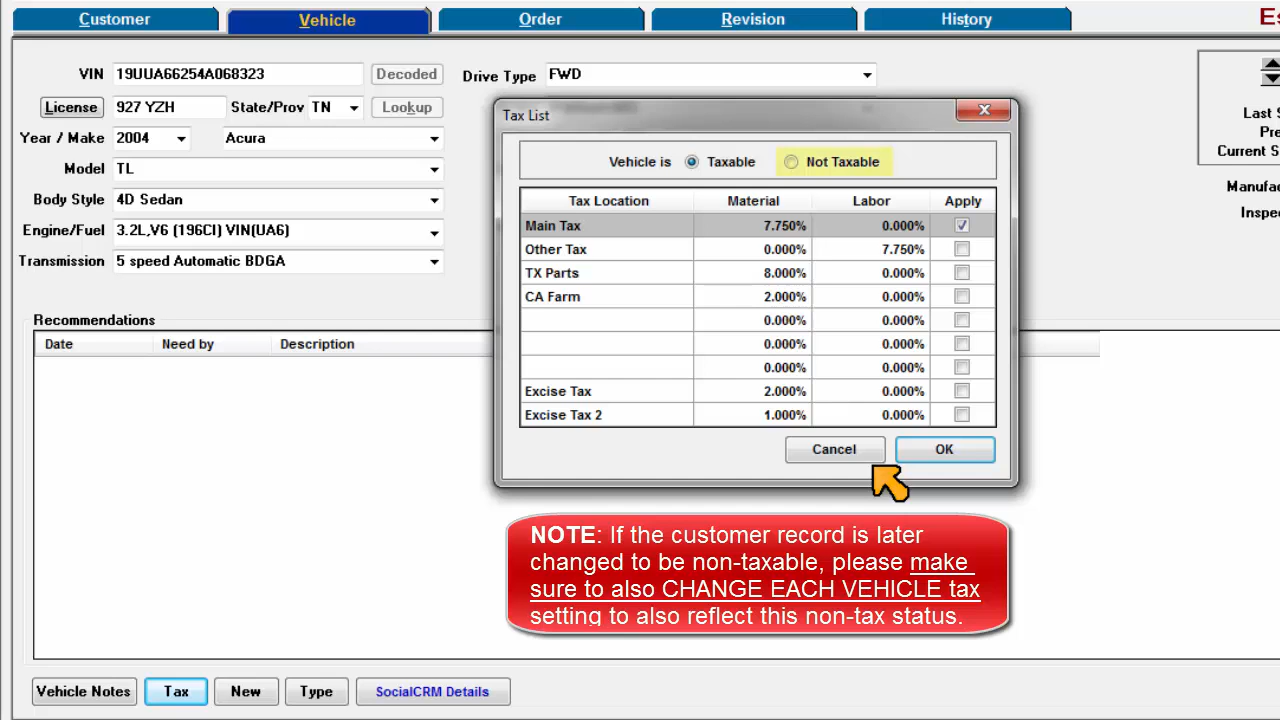 Customer Vehicle Order Revision History
VIN 19UUA66254A068323 Decoded Drive Type FWD
License 927 YZH State/Prov TN Lookup
Year / Make 2004 Acura
Model TL
Body Style 4D Sedan
Engine/Fuel 3.2L,V6 (196CI) VIN(UA6)
Transmission 5 speed Automatic BDGA
Last
Current
Recommendations
Date Need by Description
Tax List
Vehicle is Taxable Not Taxable
Tax Location Material Labor Apply
Main Tax 7.750% 0.000%
Other Tax 0.000% 7.750%
TX Parts 8.000% 0.000%
CA Farm 2.000% 0.000%
0.000% 0.000%
0.000% 0.000%
0.000% 0.000%
Excise Tax 2.000% 0.000%
Excise Tax 2 1.000% 0.000%
Cancel OK
NOTE: If the customer record is later
changed to be non-taxable, please make
sure to also CHANGE EACH VEHICLE tax
setting to also reflect this non-tax status.
Vehicle Notes Tax New Type SocialCRM Details